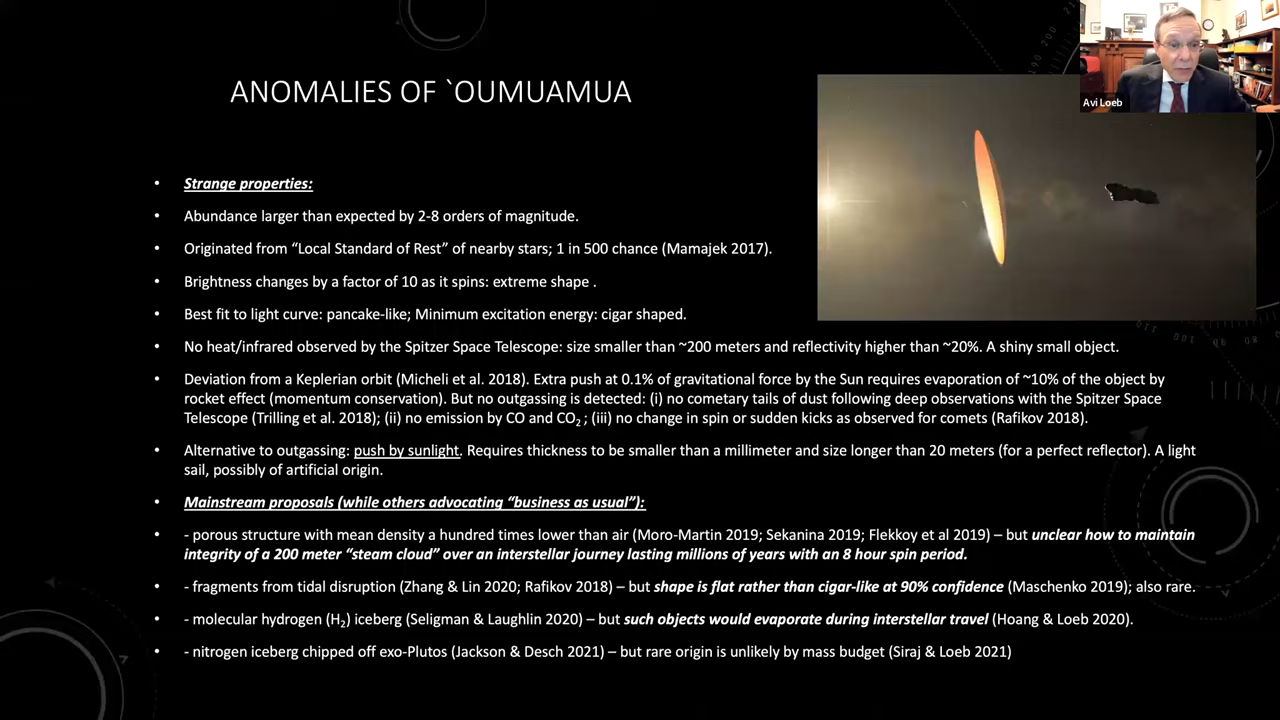 ANOMALIES OF `OUMUAMUA
Avi Loeb
• Strange properties:
• Abundance larger than expected by 2-8 orders of magnitude.
• Originated from “Local Standard of Rest” of nearby stars; 1 in 500 chance (Mamajek 2017).
• Brightness changes by a factor of 10 as it spins: extreme shape .
• Best fit to light curve: pancake-like; Minimum excitation energy: cigar shaped.
• No heat/infrared observed by the Spitzer Space Telescope: size smaller than ~200 meters and reflectivity higher than ~20%. A shiny small object.
• Deviation from a Keplerian orbit (Micheli et al. 2018). Extra push at 0.1% of gravitational force by the Sun requires evaporation of ~10% of the object by
rocket effect (momentum conservation). But no outgassing is detected: (i) no cometary tails of dust following deep observations with the Spitzer Space
Telescope (Trilling et al. 2018); (ii) no emission by CO and CO₂ ; (iii) no change in spin or sudden kicks as observed for comets (Rafikov 2018).
• Alternative to outgassing: push by sunlight. Requires thickness to be smaller than a millimeter and size longer than 20 meters (for a perfect reflector). A light
sail, possibly of artificial origin.
• Mainstream proposals (while others advocating “business as usual”):
• - porous structure with mean density a hundred times lower than air (Moro-Martin 2019; Sekanina 2019; Flekkoy et al 2019) – but unclear how to maintain
integrity of a 200 meter “steam cloud” over an interstellar journey lasting millions of years with an 8 hour spin period.
• - fragments from tidal disruption (Zhang & Lin 2020; Rafikov 2018) – but shape is flat rather than cigar-like at 90% confidence (Maschenko 2019); also rare.
• - molecular hydrogen (H₂) iceberg (Seligman & Laughlin 2020) – but such objects would evaporate during interstellar travel (Hoang & Loeb 2020).
• - nitrogen iceberg chipped off exo-Plutos (Jackson & Desch 2021) – but rare origin is unlikely by mass budget (Siraj & Loeb 2021)